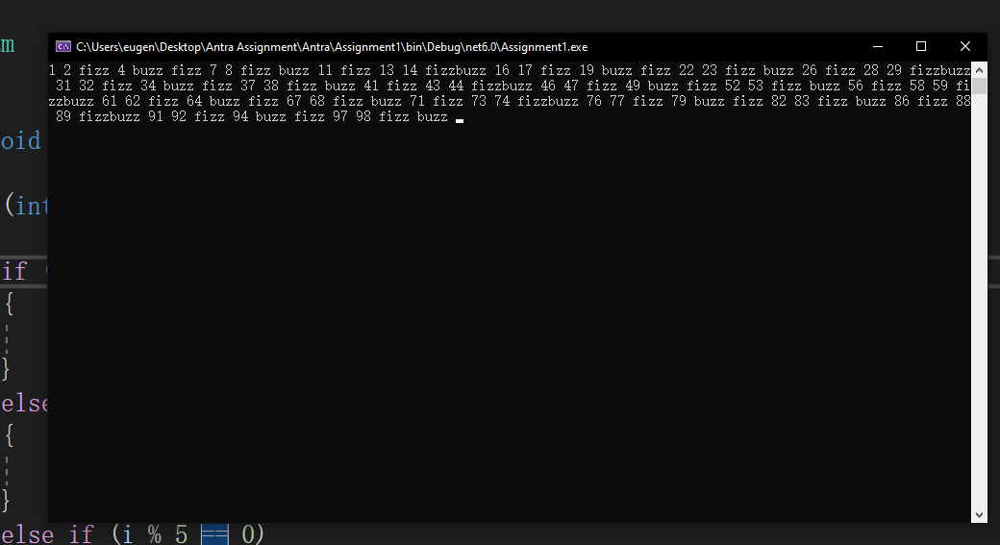 m
C:\Users\eugen\Desktop\Antra Assignment\Antra\Assignment1\bin\Debug\net6.0\Assignment1.exe
1 2 fizz 4 buzz fizz 7 8 fizz buzz 11 fizz 13 14 fizzbuzz 16 17 fizz 19 buzz fizz 22 23 fizz buzz 26 fizz 28 29 fizzbuzz
31 32 fizz 34 buzz fizz 37 38 fizz buzz 41 fizz 43 44 fizzbuzz 46 47 fizz 49 buzz fizz 52 53 fizz buzz 56 fizz 58 59 fi
zzbuzz 61 62 fizz 64 buzz fizz 67 68 fizz buzz 71 fizz 73 74 fizzbuzz 76 77 fizz 79 buzz fizz 82 83 fizz buzz 86 fizz 88
89 fizzbuzz 91 92 fizz 94 buzz fizz 97 98 fizz buzz
oid
(int
if (
{
}
else
{
}
else if (i % 5 == 0)